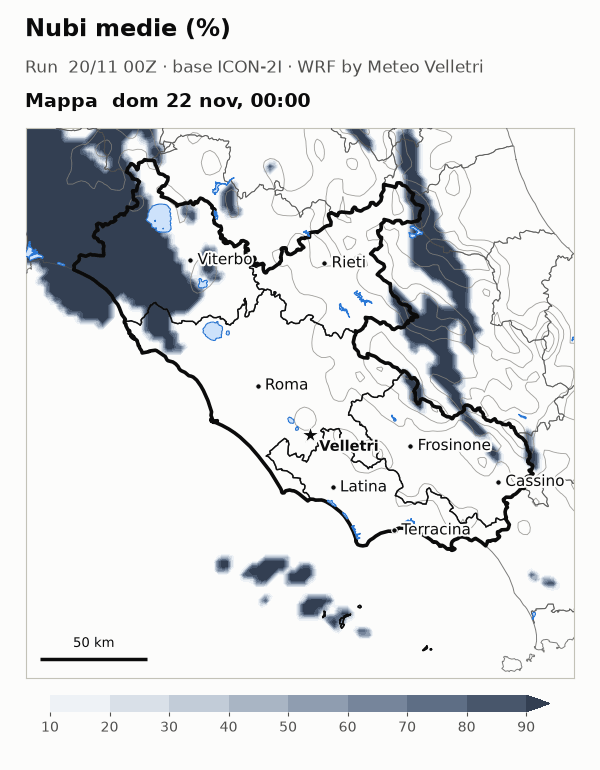 Nubi medie (%)
Run  20/11 00Z · base ICON-2I · WRF by Meteo Velletri
Mappa  dom 22 nov, 00:00
Viterbo
Rieti
Roma
Velletri
Frosinone
Cassino
Latina
Terracina
50 km
10 20 30 40 50 60 70 80 90